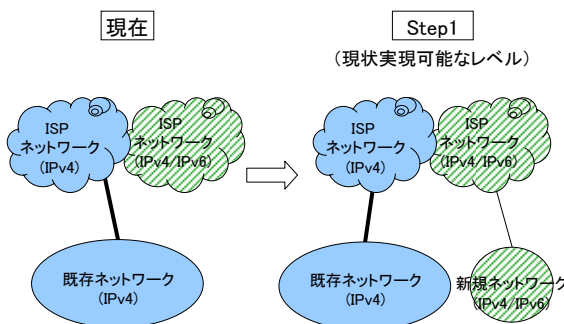 現在
ISP
ネットワーク
(IPv4)
ISP
ネットワーク
(IPv4/IPv6)
既存ネットワーク
(IPv4)
Step1
(現状実現可能なレベル)
ISP
ネットワーク
(IPv4)
ISP
ネットワーク
(IPv4/IPv6)
既存ネットワーク
(IPv4)
新規ネットワーク
(IPv4/IPv6)